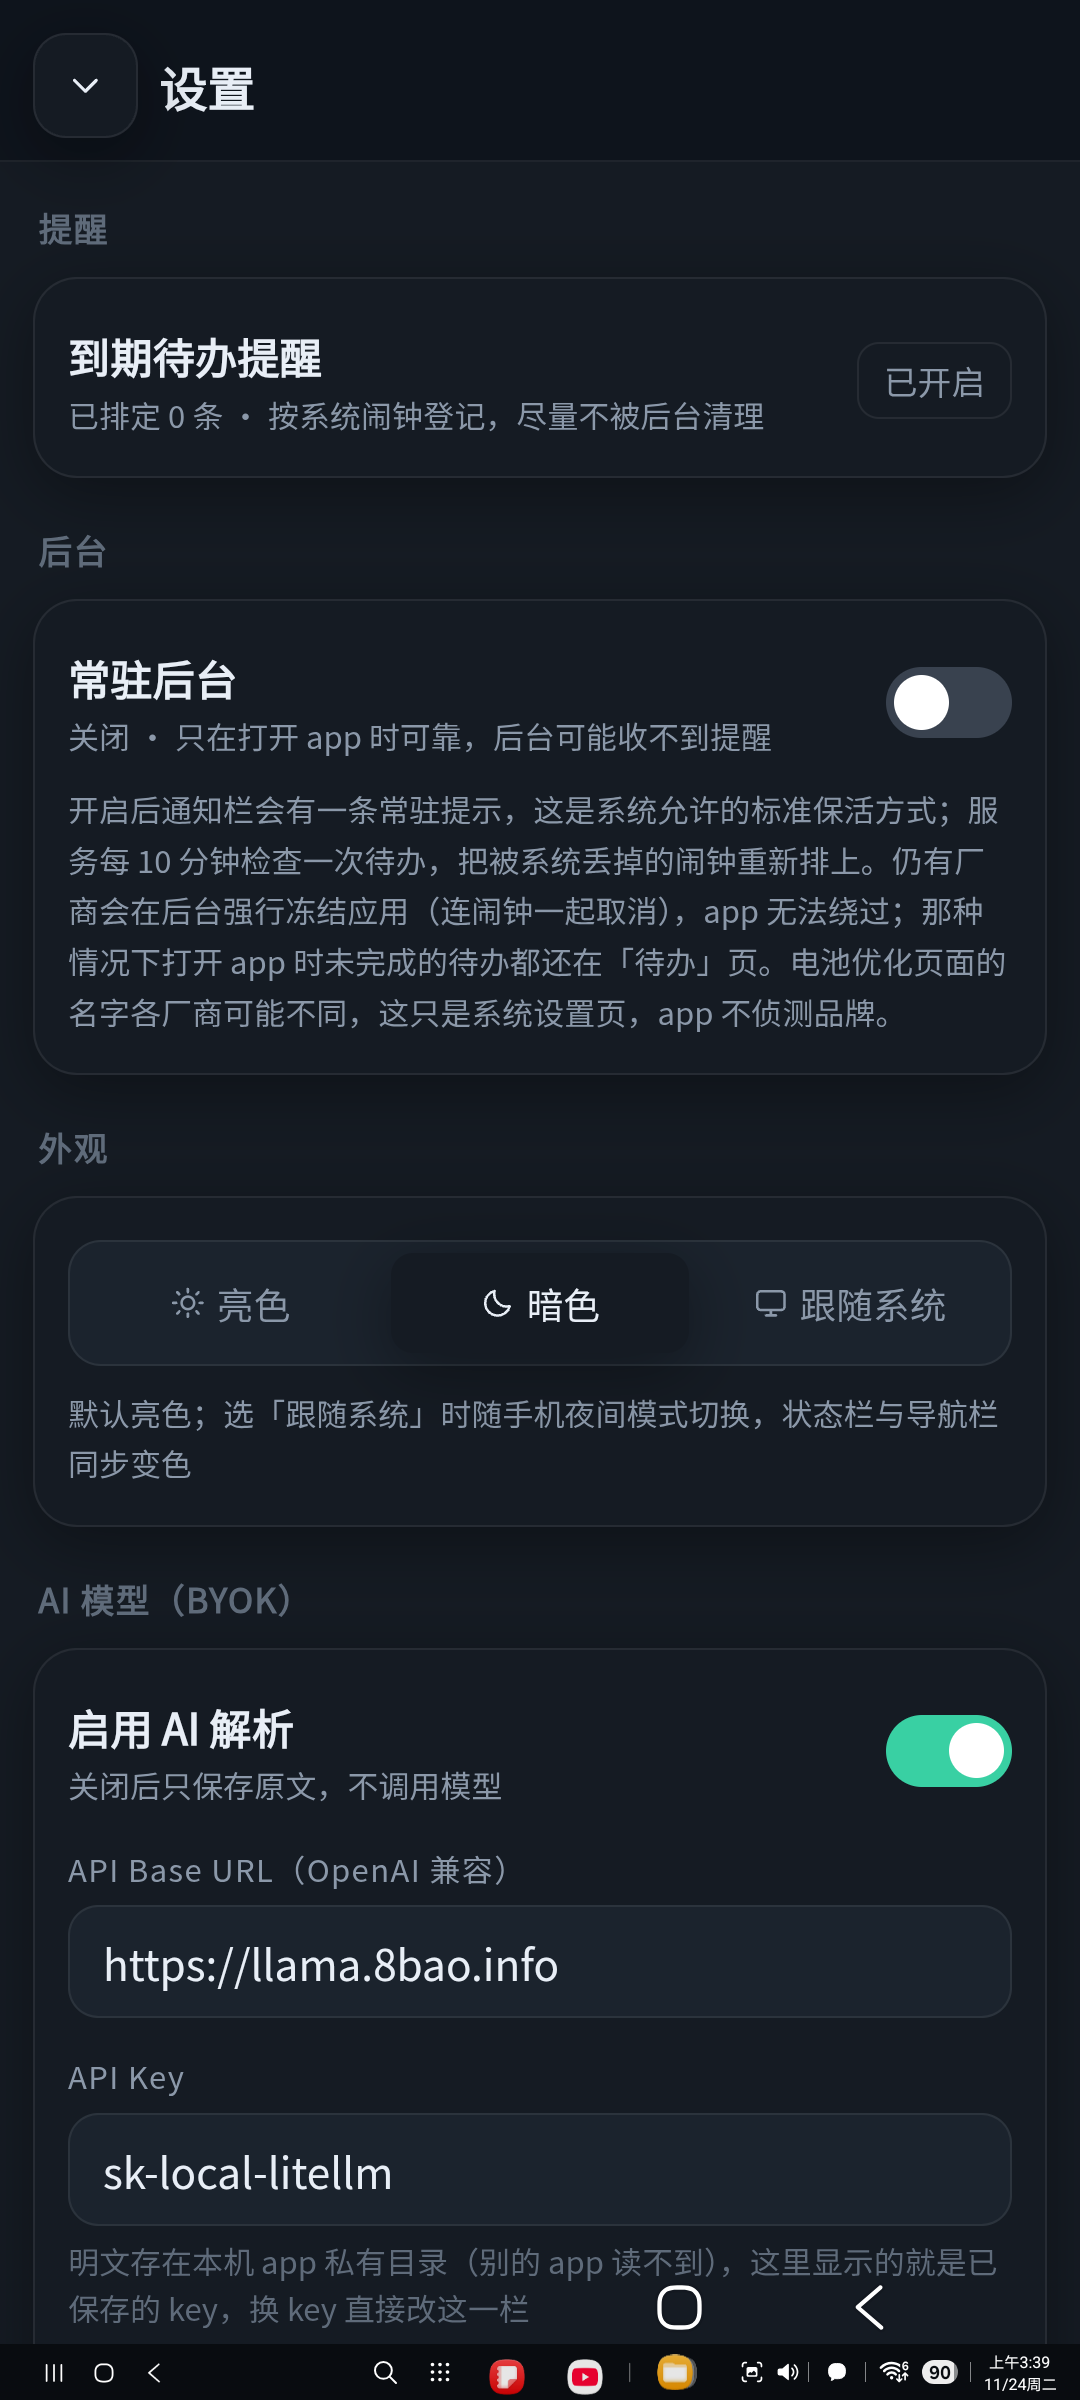 设置
提醒
到期待办提醒
已排定 0 条 · 按系统闹钟登记，尽量不被后台清理
已开启
后台
常驻后台
关闭 · 只在打开 app 时可靠，后台可能收不到提醒
开启后通知栏会有一条常驻提示，这是系统允许的标准保活方式；服
务每 10 分钟检查一次待办，把被系统丢掉的闹钟重新排上。仍有厂
商会在后台强行冻结应用（连闹钟一起取消），app 无法绕过；那种
情况下打开 app 时未完成的待办都还在「待办」页。电池优化页面的
名字各厂商可能不同，这只是系统设置页，app 不侦测品牌。
外观
亮色
暗色
跟随系统
默认亮色；选「跟随系统」时随手机夜间模式切换，状态栏与导航栏
同步变色
AI 模型（BYOK）
启用 AI 解析
关闭后只保存原文，不调用模型
API Base URL（OpenAI 兼容）
https://llama.8bao.info
API Key
sk-local-litellm
明文存在本机 app 私有目录（别的 app 读不到），这里显示的就是已
保存的 key，换 key 直接改这一栏
6
90
上午3:39
11/24周二